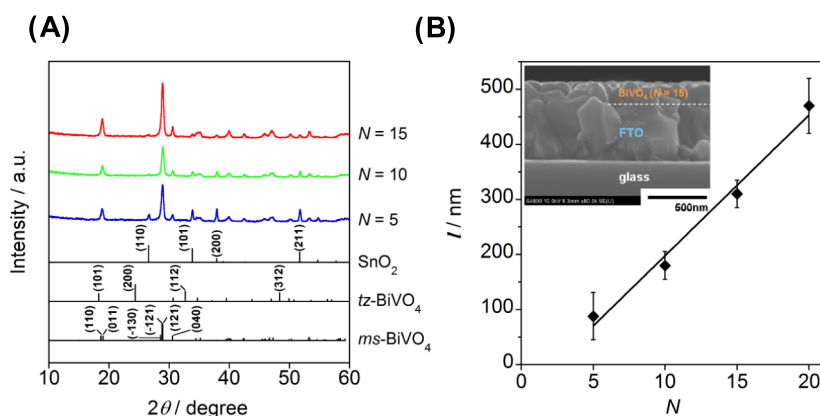 (A)
(B)
Intensity / a.u.
N = 15
N = 10
N = 5
(110)
(101)
(200)
(211)
SnO2
(101)
(200)
(112)
(312)
tz-BiVO4
(110)
(011)
(-130)
(-121)
(121)
(040)
ms-BiVO4
10 20 30 40 50 60
2θ / degree
l / nm
500
400
300
200
100
0
BiVO4 (N = 15)
FTO
glass
500nm
0 5 10 15 20
N